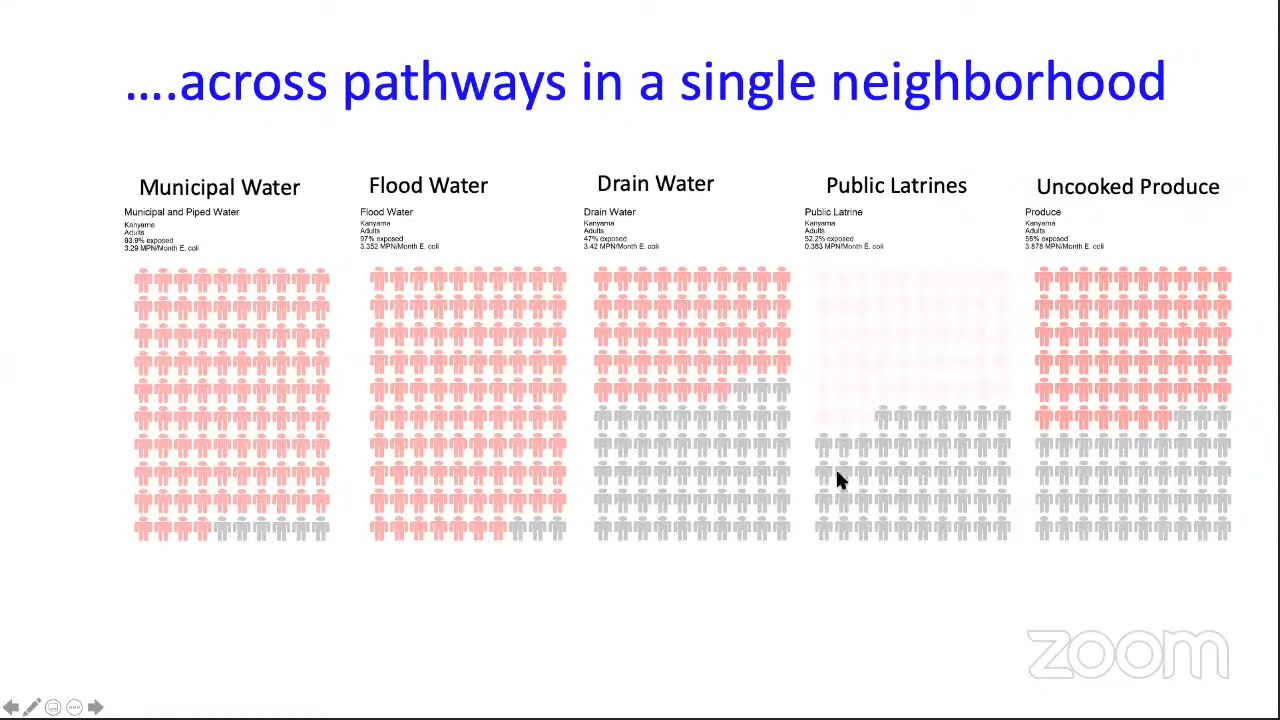 ....across pathways in a single neighborhood
Municipal Water
Municipal and Piped Water
Kanyama
Adults
93.9% exposed
3.29 MPN/Month E. coli
Flood Water
Flood Water
Kanyama
Adults
97% exposed
3.352 MPN/Month E. coli
Drain Water
Drain Water
Kanyama
Adults
47% exposed
3.42 MPN/Month E. coli
Public Latrines
Public Latrine
Kanyama
Adults
52.2% exposed
0.383 MPN/Month E. coli
Uncooked Produce
Produce
Kanyama
Adults
56% exposed
3.878 MPN/Month E. coli
zoom